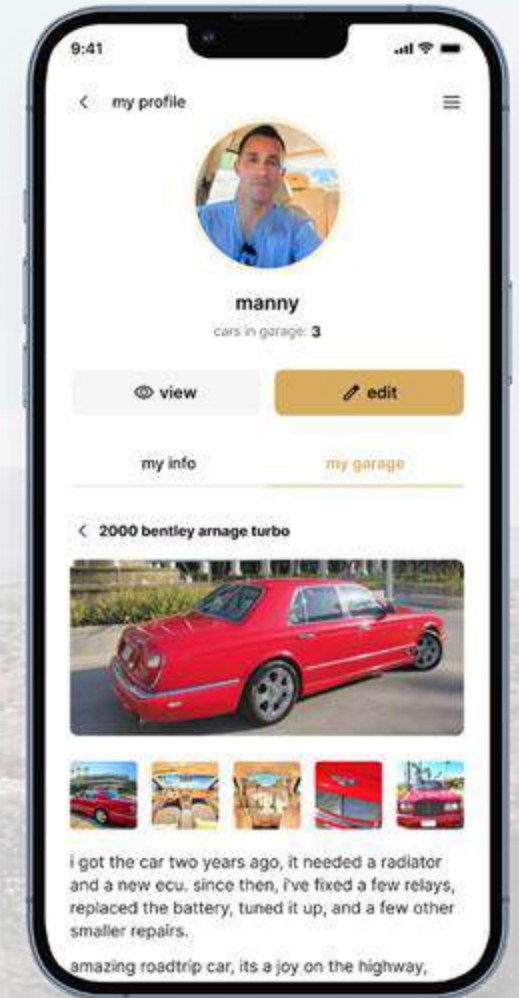 9:41
my profile
manny
cars in garage: 3
view
edit
my info
my garage
2000 bentley arnage turbo
i got the car two years ago, it needed a radiator
and a new ecu. since then, i've fixed a few relays,
replaced the battery, tuned it up, and a few other
smaller repairs.
amazing roadtrip car, its a joy on the highway,